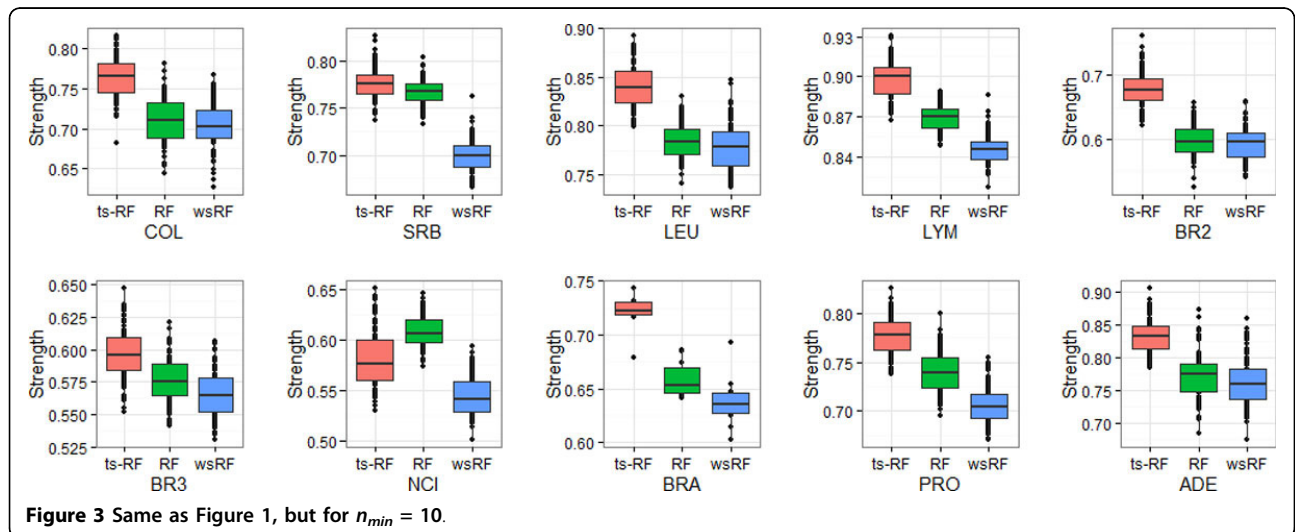 Strength
0.80
0.75
0.70
0.65
ts-RF RF wsRF
COL
Strength
0.80
0.75
0.70
ts-RF RF wsRF
SRB
Strength
0.90
0.85
0.80
0.75
ts-RF RF wsRF
LEU
Strength
0.93
0.90
0.87
0.84
ts-RF RF wsRF
LYM
Strength
0.7
0.6
ts-RF RF wsRF
BR2
Strength
0.650
0.625
0.600
0.575
0.550
0.525
ts-RF RF wsRF
BR3
Strength
0.65
0.60
0.55
0.50
ts-RF RF wsRF
NCI
Strength
0.75
0.70
0.65
0.60
ts-RF RF wsRF
BRA
Strength
0.80
0.75
0.70
ts-RF RF wsRF
PRO
Strength
0.90
0.85
0.80
0.75
0.70
ts-RF RF wsRF
ADE
Figure 3 Same as Figure 1, but for n_min = 10.